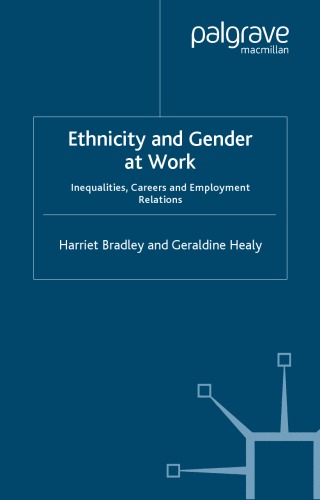 palgrave
macmillan
Ethnicity and Gender
at Work
Inequalities, Careers and Employment
Relations
Harriet Bradley and Geraldine Healy